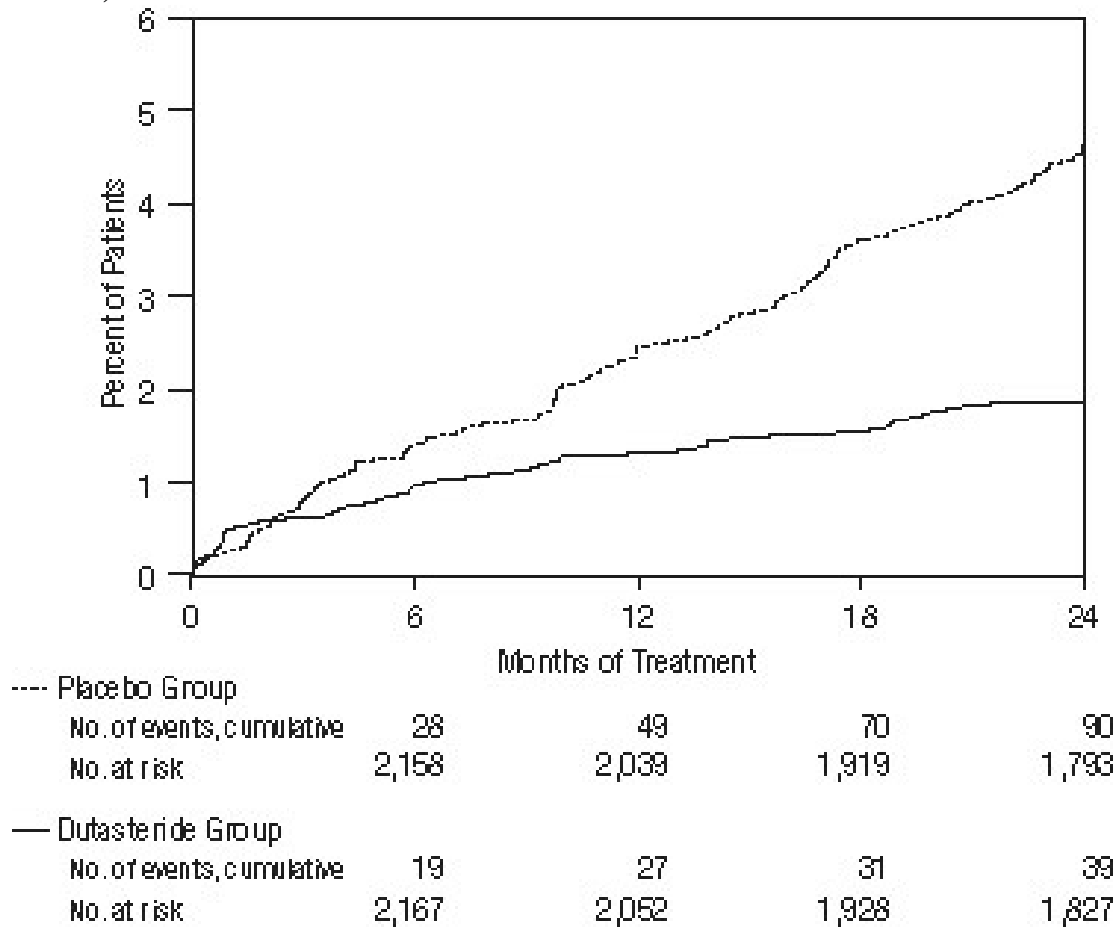 6
5
4
3
2
1
0
Percent of Patients
0 6 12 18 24
Months of Treatment
---- Placebo Group
No. of events, cumulative 28 49 70 90
No. at risk 2,158 2,039 1,919 1,793
— Dutasteride Group
No. of events, cumulative 19 27 31 39
No. at risk 2,167 2,052 1,928 1,827